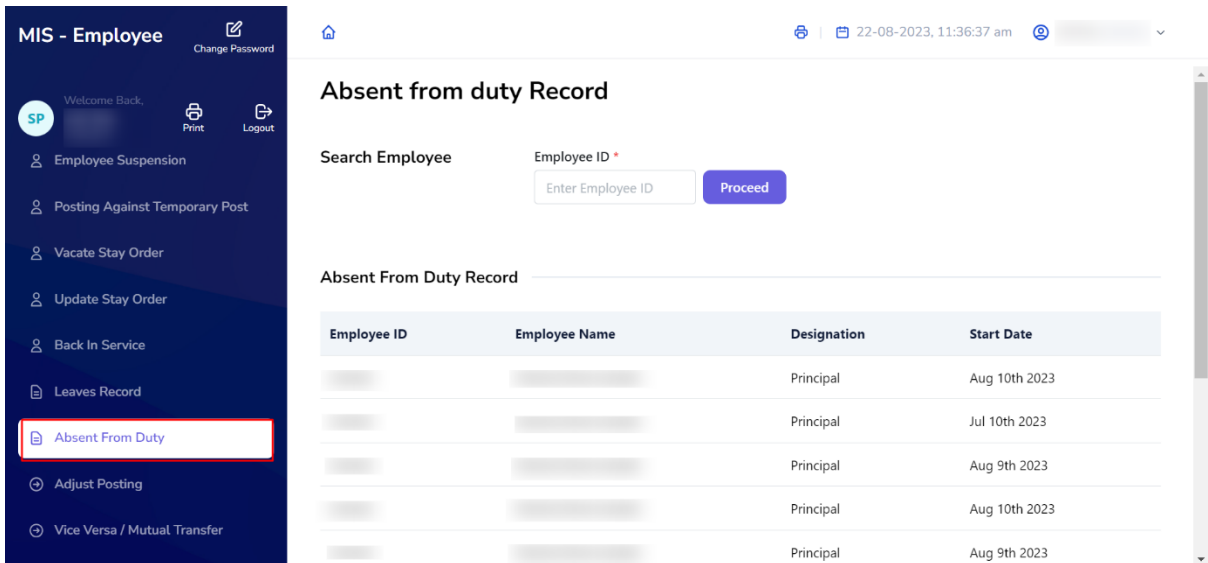 MIS - Employee
Change Password
Welcome Back,
SP
Print
Logout
Employee Suspension
Posting Against Temporary Post
Vacate Stay Order
Update Stay Order
Back In Service
Leaves Record
Absent From Duty
Adjust Posting
Vice Versa / Mutual Transfer
22-08-2023, 11:36:37 am
Absent from duty Record
Search Employee
Employee ID *
Enter Employee ID
Proceed
Absent From Duty Record
Employee ID Employee Name Designation Start Date
Principal Aug 10th 2023
Principal Jul 10th 2023
Principal Aug 9th 2023
Principal Aug 10th 2023
Principal Aug 9th 2023